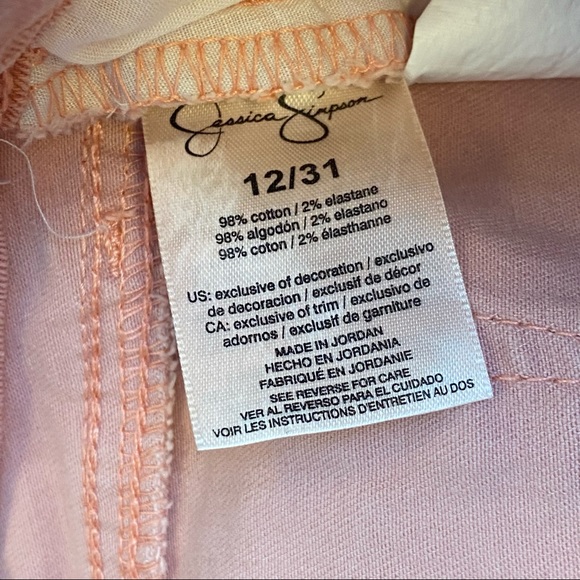 Jessica Simpson
12/31
98% cotton / 2% elastane
98% algodón / 2% elastano
98% coton / 2% élasthanne
US: exclusive of decoration / exclusivo
de decoracion / exclusif de décor
CA: exclusive of trim / exclusivo de
adornos / exclusif de garniture
MADE IN JORDAN
HECHO EN JORDANIA
FABRIQUÉ EN JORDANIE
SEE REVERSE FOR CARE
VER AL REVERSO PARA EL CUIDADO
VOIR LES INSTRUCTIONS D'ENTRETIEN AU DOS